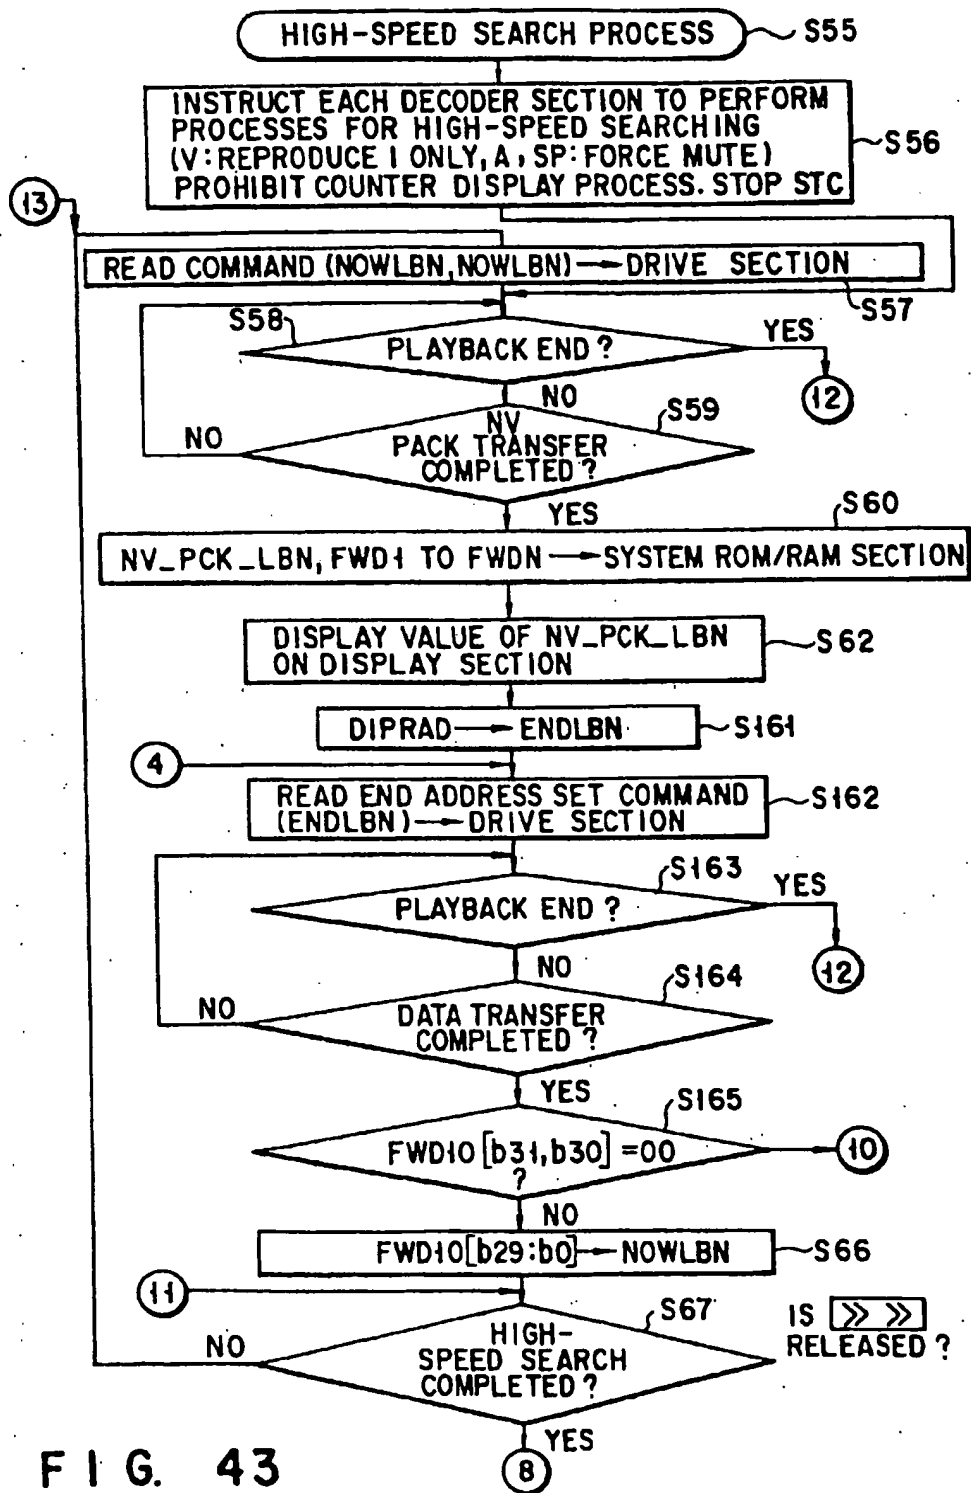 HIGH-SPEED SEARCH PROCESS
S55
INSTRUCT EACH DECODER SECTION TO PERFORM
PROCESSES FOR HIGH-SPEED SEARCHING
(V:REPRODUCE I ONLY, A, SP:FORCE MUTE)
PROHIBIT COUNTER DISPLAY PROCESS. STOP STC
S56
13
READ COMMAND (NOWLBN,NOWLBN)→DRIVE SECTION
S57
S58
PLAYBACK END ?
YES
12
NO
S59
NV
PACK TRANSFER
COMPLETED ?
NO
YES
S60
NV_PCK_LBN, FWD1 TO FWDN→SYSTEM ROM/RAM SECTION
DISPLAY VALUE OF NV_PCK_LBN
ON DISPLAY SECTION
S62
DIPRAD→ENDLBN
S161
4
READ END ADDRESS SET COMMAND
(ENDLBN)→DRIVE SECTION
S162
S163
PLAYBACK END ?
YES
12
NO
S164
DATA TRANSFER
COMPLETED ?
NO
YES
S165
FWD10 [b31,b30] =00
?
10
NO
FWD10[b29:b0]→NOWLBN
S66
11
S67
HIGH-
SPEED SEARCH
COMPLETED ?
NO
IS >> >>
RELEASED ?
YES
8
FIG. 43